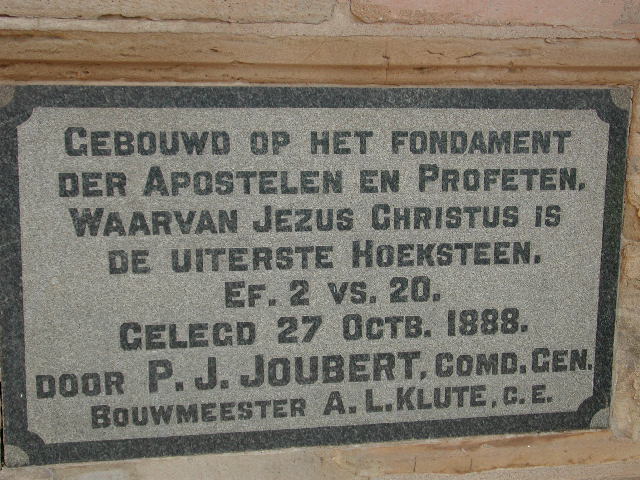 GEBOUWD OP HET FONDAMENT
DER APOSTELEN EN PROFETEN,
WAARVAN JEZUS CHRISTUS IS
DE UITERSTE HOEKSTEEN.
EF. 2 VS. 20.
GELEGD 27 OCTB. 1888.
DOOR P. J. JOUBERT, COMD. GEN.
BOUWMEESTER A. L. KLUTE, C. E.